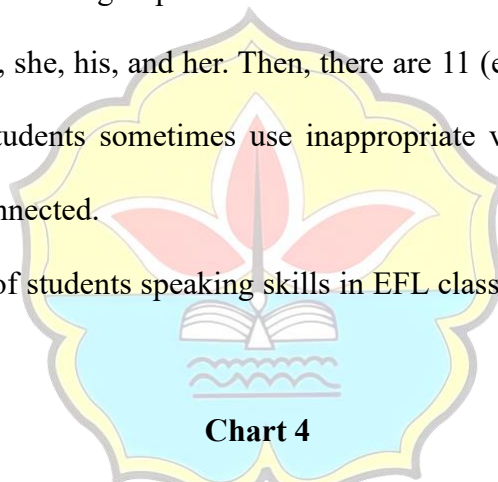 , she, his, and her. Then, there are 11 (e
tudents sometimes use inappropriate v
nnected.
of students speaking skills in EFL class
Chart 4